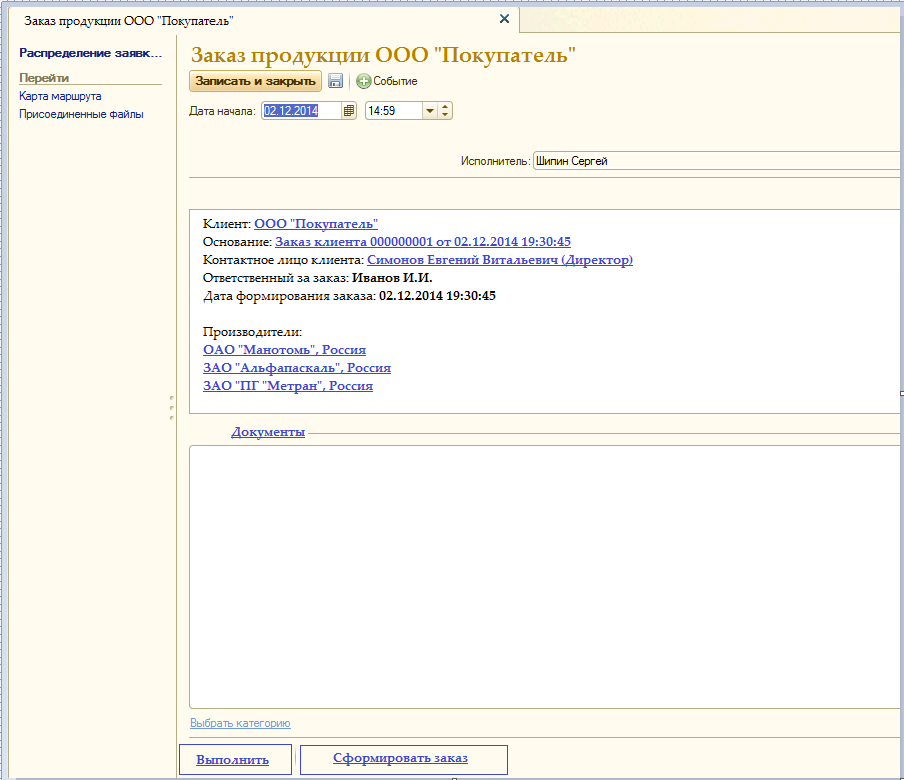 Заказ продукции ООО "Покупатель"
Распределение заявк...
Перейти
Карта маршрута
Присоединенные файлы
Заказ продукции ООО "Покупатель"
Записать и закрыть Событие
Дата начала: 02.12.2014 14:59
Исполнитель: Шипин Сергей
Клиент: ООО "Покупатель"
Основание: Заказ клиента 000000001 от 02.12.2014 19:30:45
Контактное лицо клиента: Симонов Евгений Витальевич (Директор)
Ответственный за заказ: Иванов И.И.
Дата формирования заказа: 02.12.2014 19:30:45
Производители:
ОАО "Манотомь", Россия
ЗАО "Альфапаскаль", Россия
ЗАО "ПГ "Метран", Россия
Документы
Выбрать категорию
Выполнить Сформировать заказ